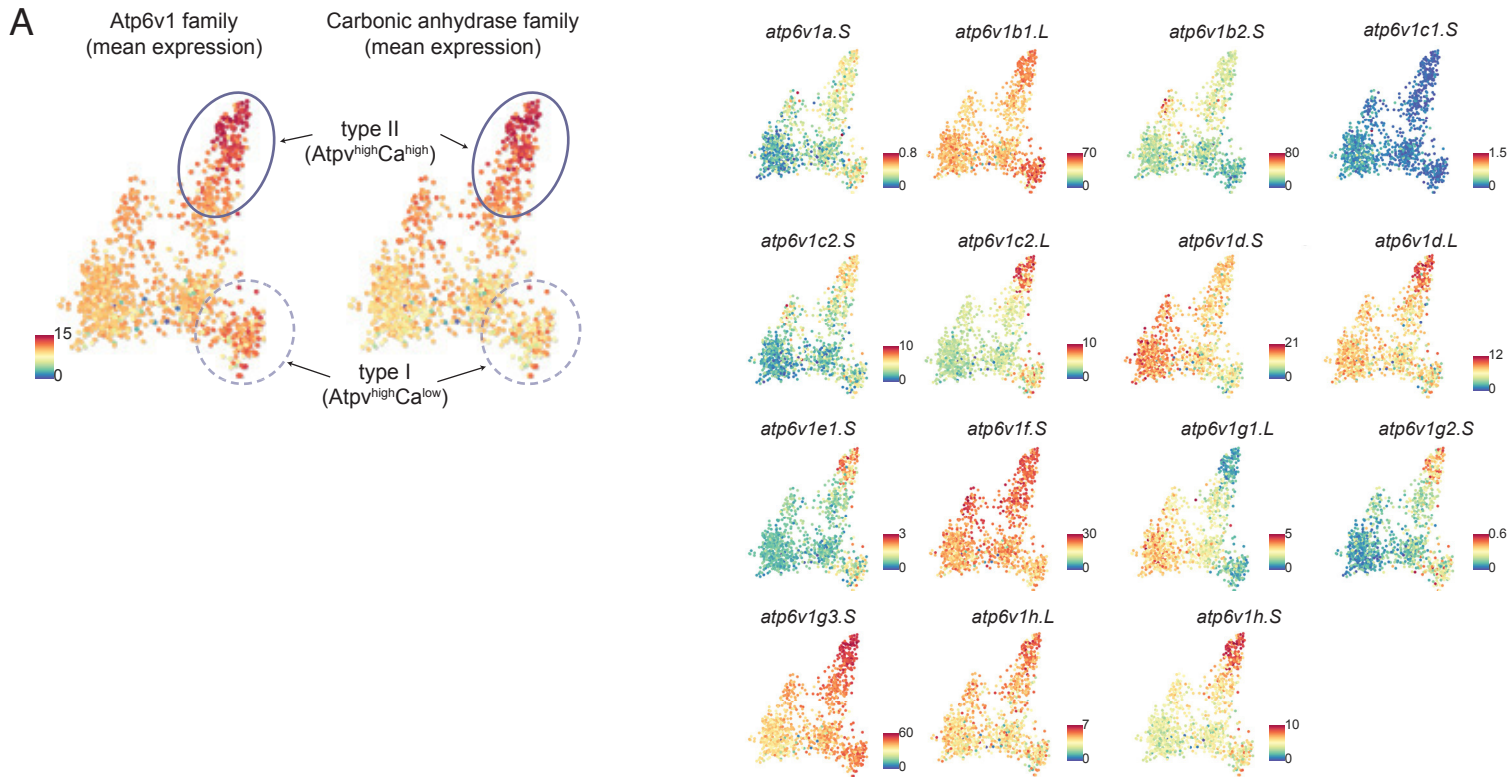 A
Atp6v1 family
(mean expression)
Carbonic anhydrase family
(mean expression)
type II
(Atpv^high Ca^high)
15
0
type I
(Atpv^high Ca^low)
atp6v1a.S
0.8
0
atp6v1b1.L
70
0
atp6v1b2.S
80
0
atp6v1c1.S
1.5
0
atp6v1c2.S
10
0
atp6v1c2.L
10
0
atp6v1d.S
21
0
atp6v1d.L
12
0
atp6v1e1.S
3
0
atp6v1f.S
30
0
atp6v1g1.L
5
0
atp6v1g2.S
0.6
0
atp6v1g3.S
60
0
atp6v1h.L
7
0
atp6v1h.S
10
0